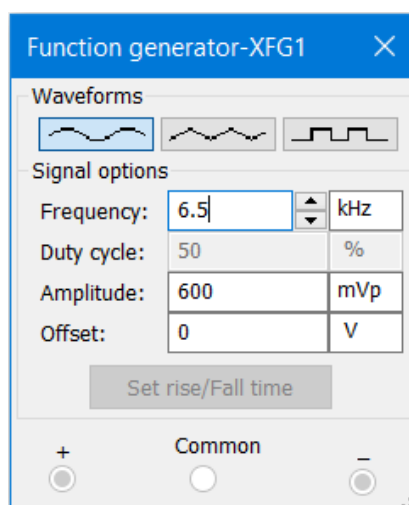 Function generator-XFG1
Waveforms
Signal options
Frequency: 6.5 kHz
Duty cycle: 50 %
Amplitude: 600 mVp
Offset: 0 V
Set rise/Fall time
+ Common –